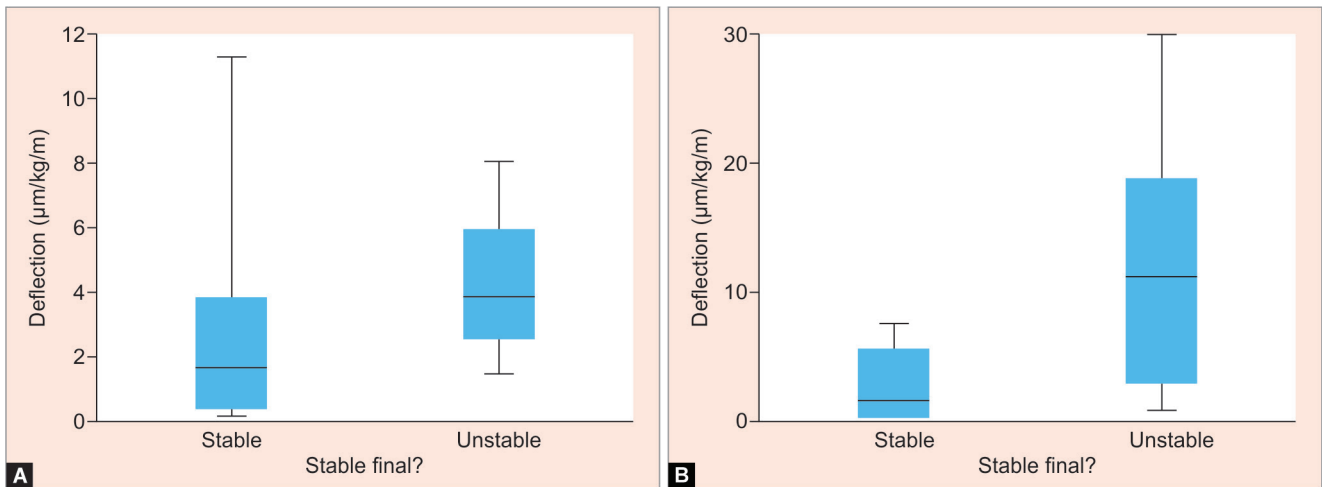 12
10
8
6
4
2
0
Deflection (μm/kg/m)
Stable Unstable
Stable final?
A
30
20
10
0
Deflection (μm/kg/m)
Stable Unstable
Stable final?
B